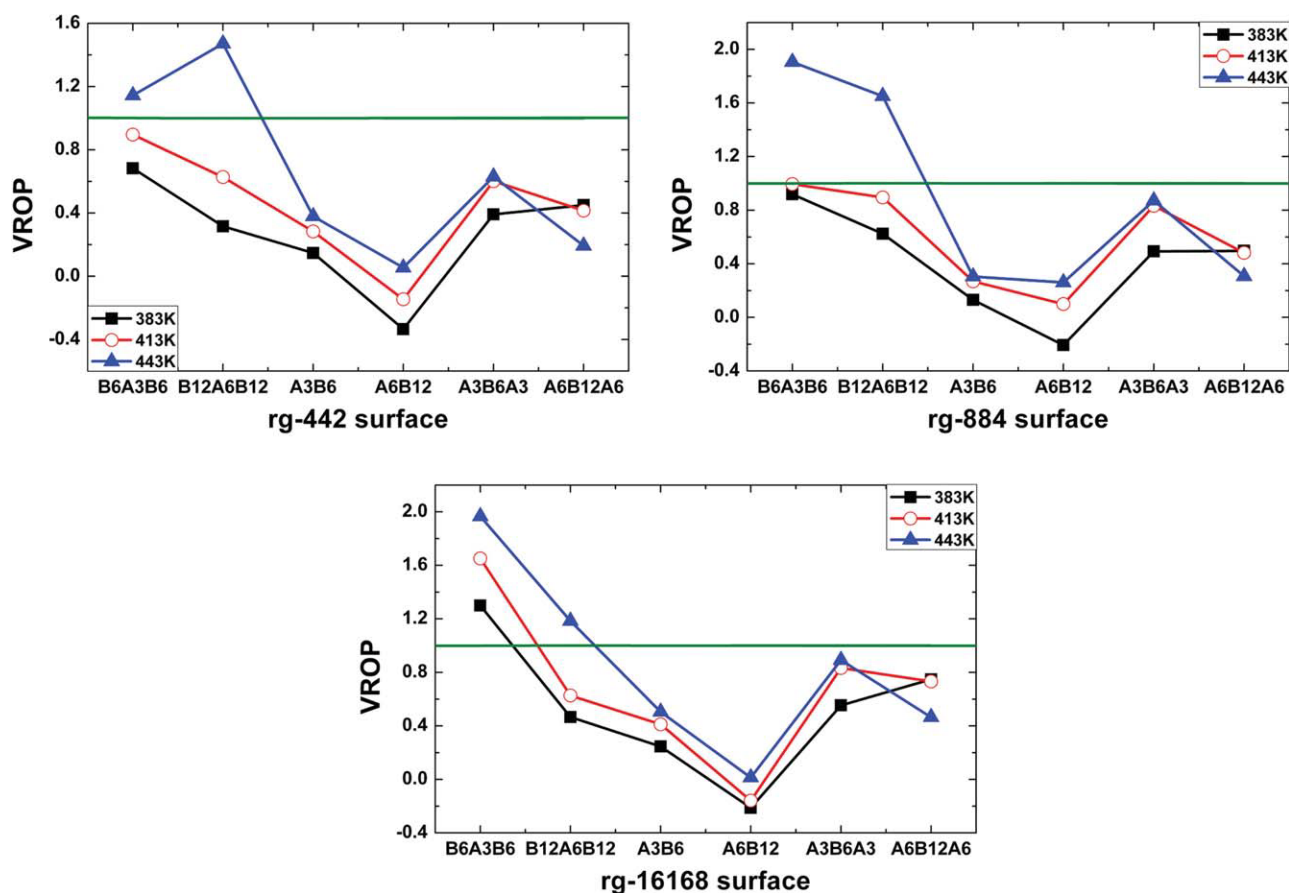 1.6
1.2
0.8
0.4
0.0
-0.4
VROP
383K
413K
443K
B6A3B6 B12A6B12 A3B6 A6B12 A3B6A3 A6B12A6
rg-442 surface
2.0
1.6
1.2
0.8
0.4
0.0
-0.4
VROP
383K
413K
443K
B6A3B6 B12A6B12 A3B6 A6B12 A3B6A3 A6B12A6
rg-884 surface
2.0
1.6
1.2
0.8
0.4
0.0
-0.4
VROP
383K
413K
443K
B6A3B6 B12A6B12 A3B6 A6B12 A3B6A3 A6B12A6
rg-16168 surface